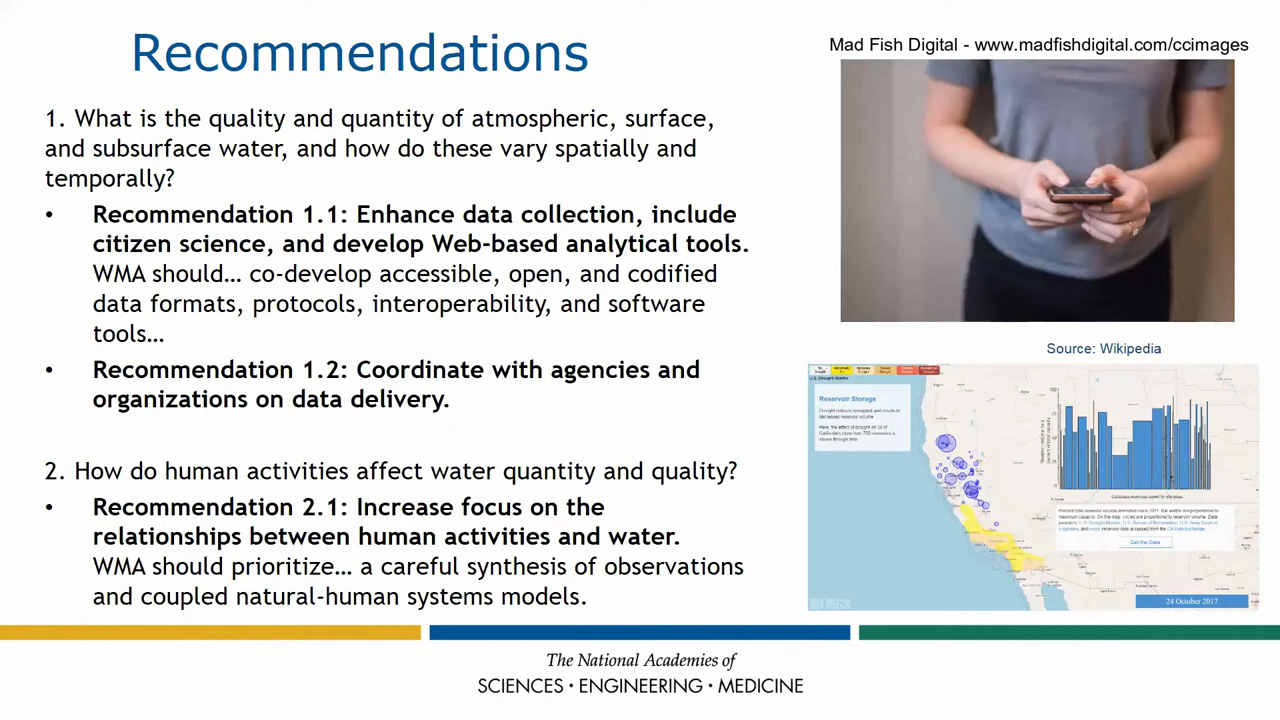 Recommendations
Mad Fish Digital - www.madfishdigital.com/ccimages
1. What is the quality and quantity of atmospheric, surface,
and subsurface water, and how do these vary spatially and
temporally?
• Recommendation 1.1: Enhance data collection, include
citizen science, and develop Web-based analytical tools.
WMA should… co-develop accessible, open, and codified
data formats, protocols, interoperability, and software
tools…
• Recommendation 1.2: Coordinate with agencies and
organizations on data delivery.
2. How do human activities affect water quantity and quality?
• Recommendation 2.1: Increase focus on the
relationships between human activities and water.
WMA should prioritize… a careful synthesis of observations
and coupled natural-human systems models.
Source: Wikipedia
U.S. Drought Monitor
Reservoir Storage
Get the Data
USGS
24 October 2017
The National Academies of
SCIENCES • ENGINEERING • MEDICINE